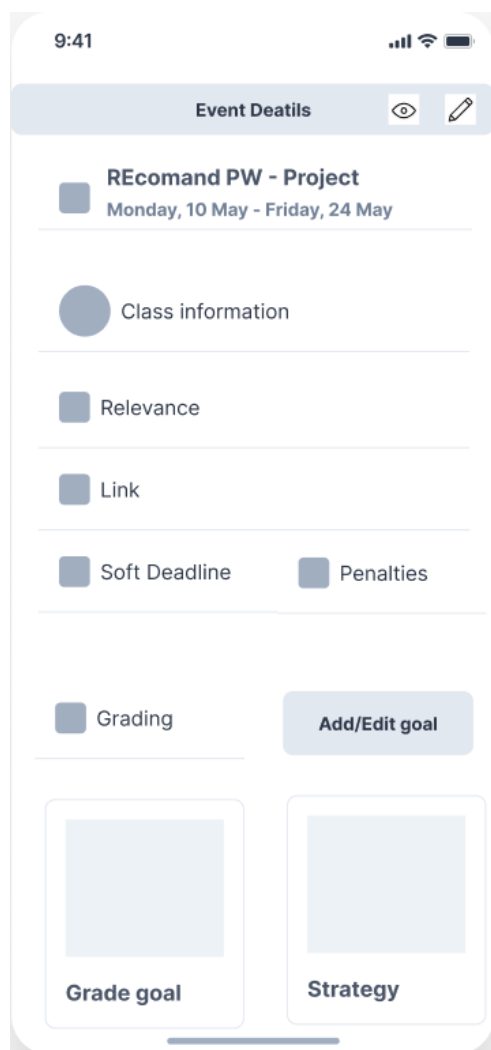 9:41
Event Deatils
REcomand PW - Project
Monday, 10 May - Friday, 24 May
Class information
Relevance
Link
Soft Deadline
Penalties
Grading
Add/Edit goal
Grade goal
Strategy